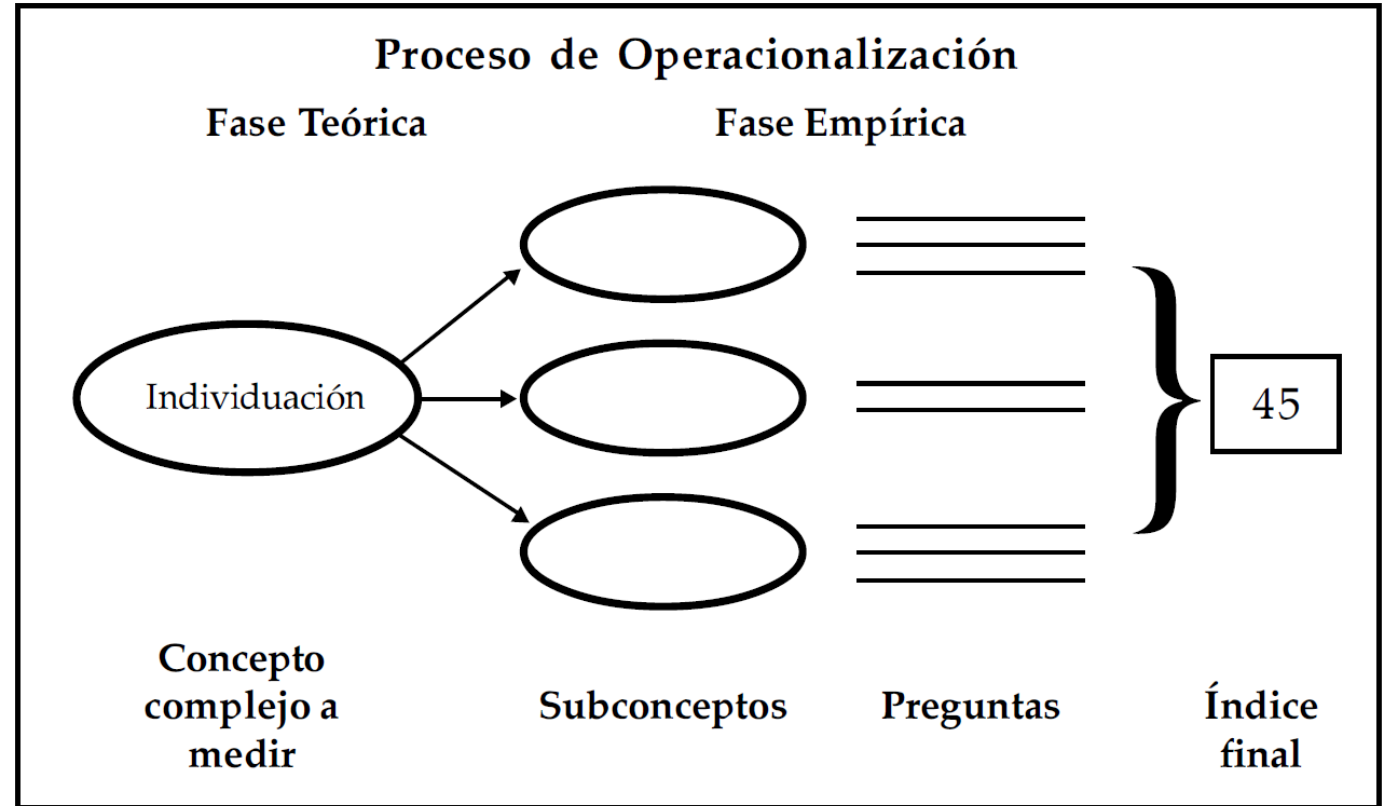 Proceso de Operacionalización
Fase Teórica
Fase Empírica
Individuación
45
Concepto
complejo a
medir
Subconceptos
Preguntas
Índice
final